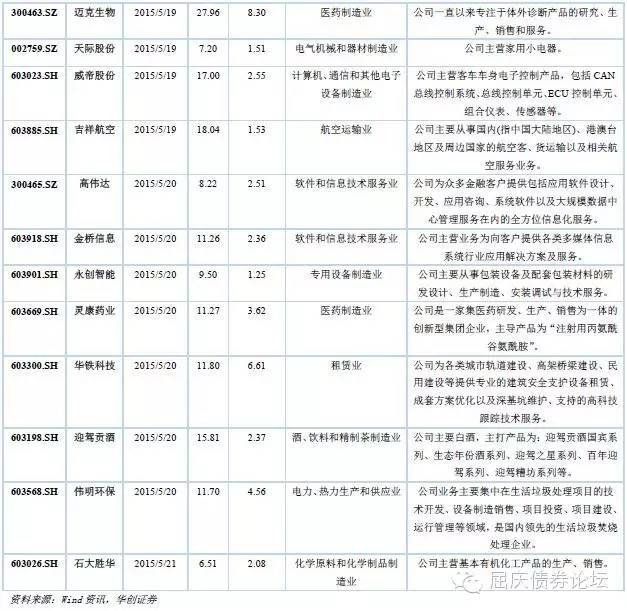 300463.SZ 迈克生物 2015/5/19 27.96 8.30 医药制造业 公司一直以来专注于体外诊断产品的研究、生
产、销售和服务。
002759.SZ 天际股份 2015/5/19 7.20 1.51 电气机械和器材制造业 公司主营家用小电器。
603023.SH 威帝股份 2015/5/19 17.00 2.55 计算机、通信和其他电子
设备制造业 公司主营客车车身电子控制产品，包括 CAN
总线控制系统、总线控制单元、ECU 控制单元、
组合仪表、传感器等。
603885.SH 吉祥航空 2015/5/19 18.04 1.53 航空运输业 公司主要从事国内(指中国大陆地区)、港澳台
地区及周边国家的航空客、货运输以及相关航
空服务业务。
300465.SZ 高伟达 2015/5/20 8.22 2.51 软件和信息技术服务业 公司为众多金融客户提供包括应用软件设计、
开发、应用咨询、系统软件以及大规模数据中
心管理服务在内的全方位信息化服务。
603918.SH 金桥信息 2015/5/20 11.26 2.36 软件和信息技术服务业 公司主营业务为向客户提供各类多媒体信息
系统行业应用解决方案及服务。
603901.SH 永创智能 2015/5/20 9.50 1.25 专用设备制造业 公司主要从事包装设备及配套包装材料的研
发设计、生产制造、安装调试与技术服务。
603669.SH 灵康药业 2015/5/20 11.27 3.62 医药制造业 公司是一家集医药研发、生产、销售为一体的
创新型集团企业，主导产品为“注射用丙氨酰
谷氨酰胺”。
603300.SH 华铁科技 2015/5/20 11.80 6.61 租赁业 公司为各类城市轨道建设、高架桥梁建设、民
用建设等提供专业的建筑安全支护设备租赁、
成套方案优化以及深基坑维护、支持的高科技
跟踪技术服务。
603198.SH 迎驾贡酒 2015/5/20 15.81 2.37 酒、饮料和精制茶制造业 公司主要白酒，主打产品为：迎驾贡酒国宾系
列、生态年份酒系列、迎驾之星系列、百年迎
驾系列、迎驾糟坊系列等。
603568.SH 伟明环保 2015/5/20 11.70 4.56 电力、热力生产和供应业 公司业务主要集中在生活垃圾处理项目的技
术开发、设备制造销售、项目投资、项目建设、
运行管理等领域，是国内领先的生活垃圾焚烧
处理企业。
603026.SH 石大胜华 2015/5/21 6.51 2.08 化学原料和化学制品制
造业 公司主营基本有机化工产品的生产、销售。
资料来源：Wind 资讯，华创证券
屈庆债券论坛